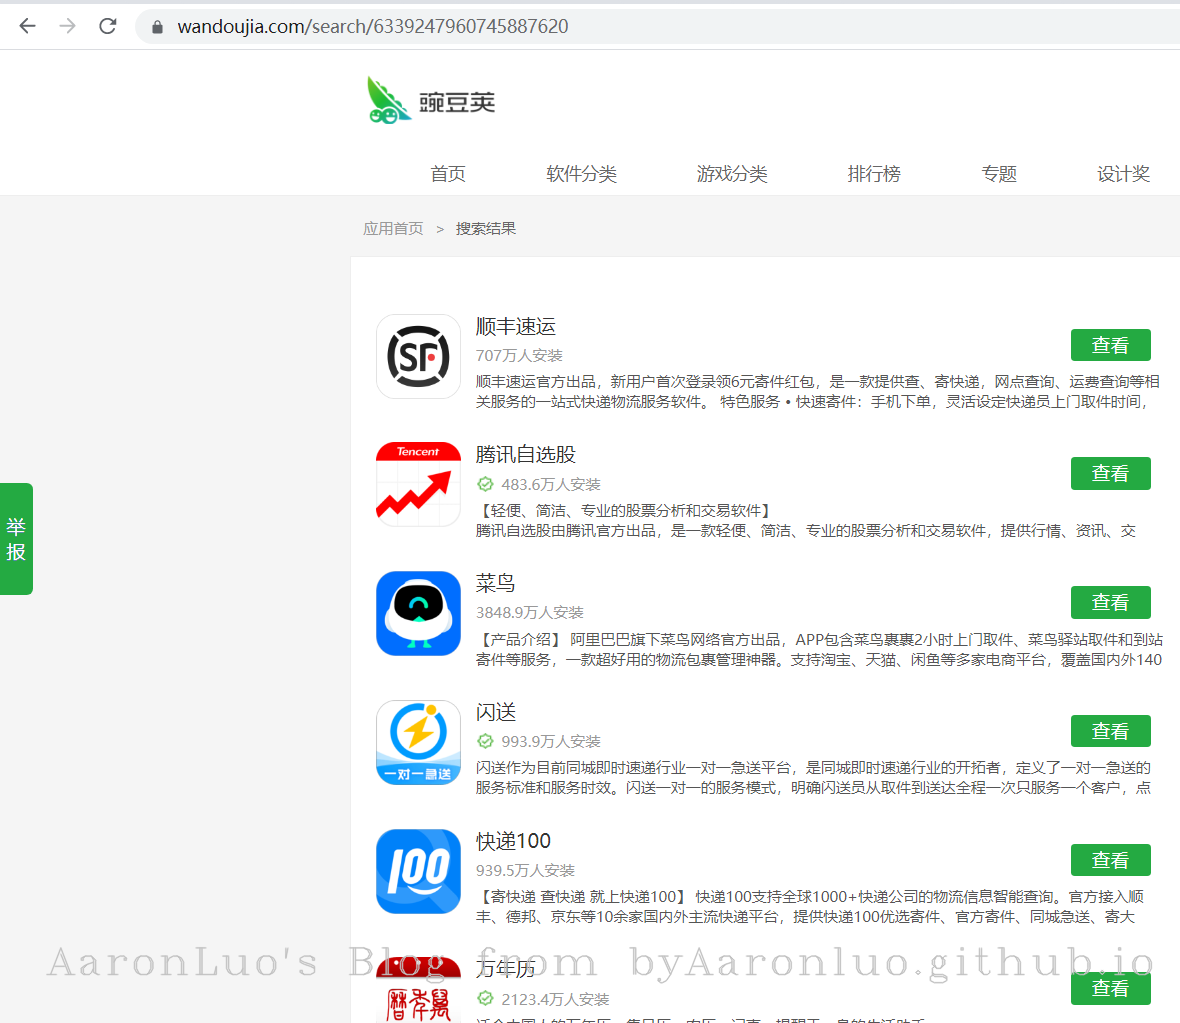 wandoujia.com/search/6339247960745887620
豌豆荚
首页 软件分类 游戏分类 排行榜 专题 设计奖
应用首页 > 搜索结果
SF
顺丰速运
707万人安装
查看
顺丰速运官方出品，新用户首次登录领6元寄件红包，是一款提供查、寄快递，网点查询、运费查询等相
关服务的一站式快递物流服务软件。 特色服务 • 快速寄件：手机下单，灵活设定快递员上门取件时间，
Tencent
腾讯自选股
483.6万人安装
查看
【轻便、简洁、专业的股票分析和交易软件】
腾讯自选股由腾讯官方出品，是一款轻便、简洁、专业的股票分析和交易软件，提供行情、资讯、交
举
报
菜鸟
3848.9万人安装
查看
【产品介绍】 阿里巴巴旗下菜鸟网络官方出品，APP包含菜鸟裹裹2小时上门取件、菜鸟驿站取件和到站
寄件等服务，一款超好用的物流包裹管理神器。支持淘宝、天猫、闲鱼等多家电商平台，覆盖国内外140
一对一急送
闪送
993.9万人安装
查看
闪送作为目前同城即时速递行业一对一急送平台，是同城即时速递行业的开拓者，定义了一对一急送的
服务标准和服务时效。闪送一对一的服务模式，明确闪送员从取件到送达全程一次只服务一个客户，点
100
快递100
939.5万人安装
查看
【寄快递 查快递 就上快递100】 快递100支持全球1000+快递公司的物流信息智能查询。官方接入顺
丰、德邦、京东等10余家国内外主流快递平台，提供快递100优选寄件、官方寄件、同城急送、寄大
AaronLuo's Blog from byAaronluo.github.io
万年历
2123.4万人安装
查看